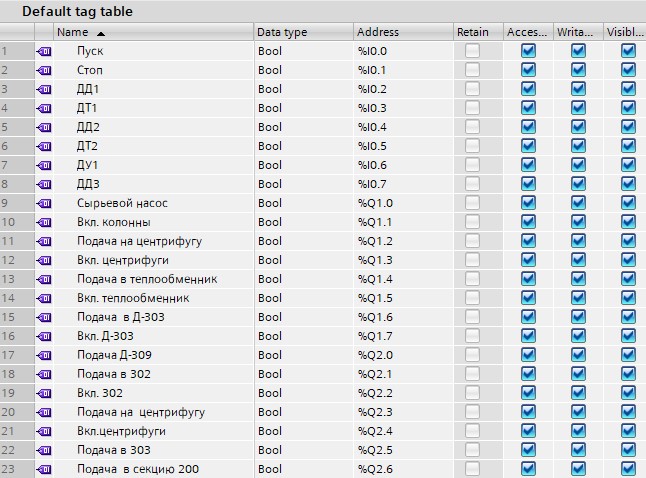 Default tag table
Name Data type Address Retain Acces... Writa... Visibl...
1 Пуск Bool %I0.0
2 Стоп Bool %I0.1
3 ДД1 Bool %I0.2
4 ДТ1 Bool %I0.3
5 ДД2 Bool %I0.4
6 ДТ2 Bool %I0.5
7 ДУ1 Bool %I0.6
8 ДД3 Bool %I0.7
9 Сырьевой насос Bool %Q1.0
10 Вкл. колонны Bool %Q1.1
11 Подача на центрифугу Bool %Q1.2
12 Вкл. центрифуги Bool %Q1.3
13 Подача в теплообменник Bool %Q1.4
14 Вкл. теплообменник Bool %Q1.5
15 Подача в Д-303 Bool %Q1.6
16 Вкл. Д-303 Bool %Q1.7
17 Подача Д-309 Bool %Q2.0
18 Подача в 302 Bool %Q2.1
19 Вкл. 302 Bool %Q2.2
20 Подача на центрифугу Bool %Q2.3
21 Вкл.центрифуги Bool %Q2.4
22 Подача в 303 Bool %Q2.5
23 Подача в секцию 200 Bool %Q2.6